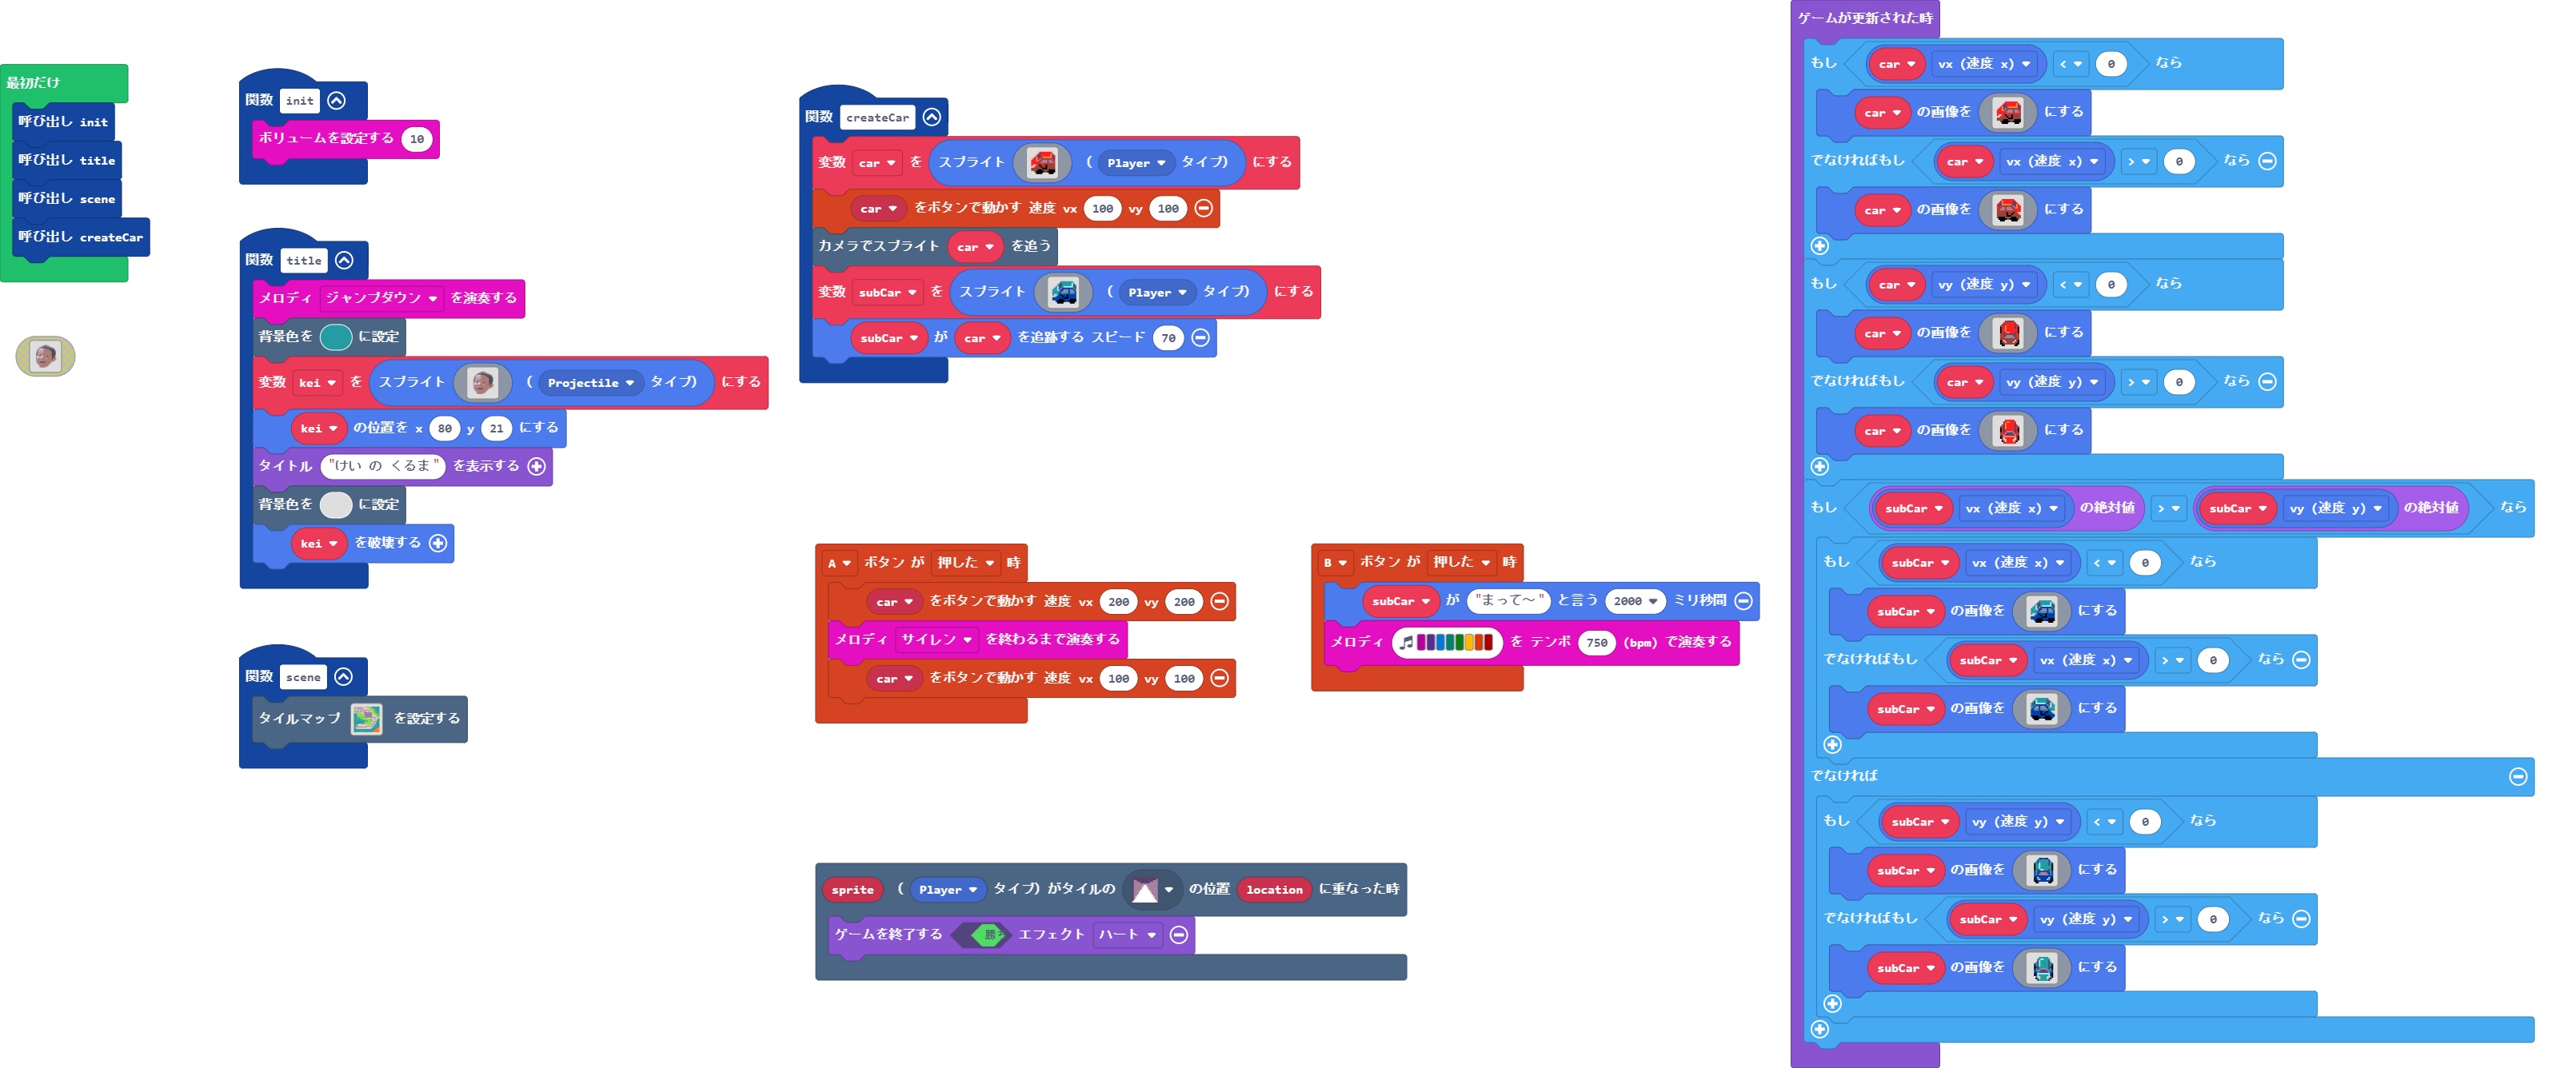 最初だけ
呼び出し init
呼び出し title
呼び出し scene
呼び出し createCar
関数 init
ボリュームを設定する 10
関数 title
メロディ ジャンプダウン を演奏する
背景色を に設定
変数 kei を スプライト ( Projectile タイプ) にする
kei の位置を x 80 y 21 にする
タイトル "けい の くるま" を表示する
背景色を に設定
kei を破壊する
関数 scene
タイルマップ を設定する
関数 createCar
変数 car を スプライト ( Player タイプ) にする
car をボタンで動かす 速度 vx 100 vy 100
カメラでスプライト car を追う
変数 subCar を スプライト ( Player タイプ) にする
subCar が car を追跡する スピード 70
A ボタン が 押した 時
car をボタンで動かす 速度 vx 200 vy 200
メロディ サイレン を終わるまで演奏する
car をボタンで動かす 速度 vx 100 vy 100
B ボタン が 押した 時
subCar が "まって〜" と言う 2000 ミリ秒間
メロディ を テンポ 750 (bpm) で演奏する
sprite ( Player タイプ) がタイルの の位置 location に重なった時
ゲームを終了する エフェクト ハート
ゲームが更新された時
もし car vx (速度 x) < 0 なら
car の画像を にする
でなければもし car vx (速度 x) > 0 なら
car の画像を にする
もし car vy (速度 y) < 0 なら
car の画像を にする
でなければもし car vy (速度 y) > 0 なら
car の画像を にする
もし subCar vx (速度 x) の絶対値 > subCar vy (速度 y) の絶対値 なら
もし subCar vx (速度 x) < 0 なら
subCar の画像を にする
でなければもし subCar vx (速度 x) > 0 なら
subCar の画像を にする
でなければ
もし subCar vy (速度 y) < 0 なら
subCar の画像を にする
でなければもし subCar vy (速度 y) > 0 なら
subCar の画像を にする